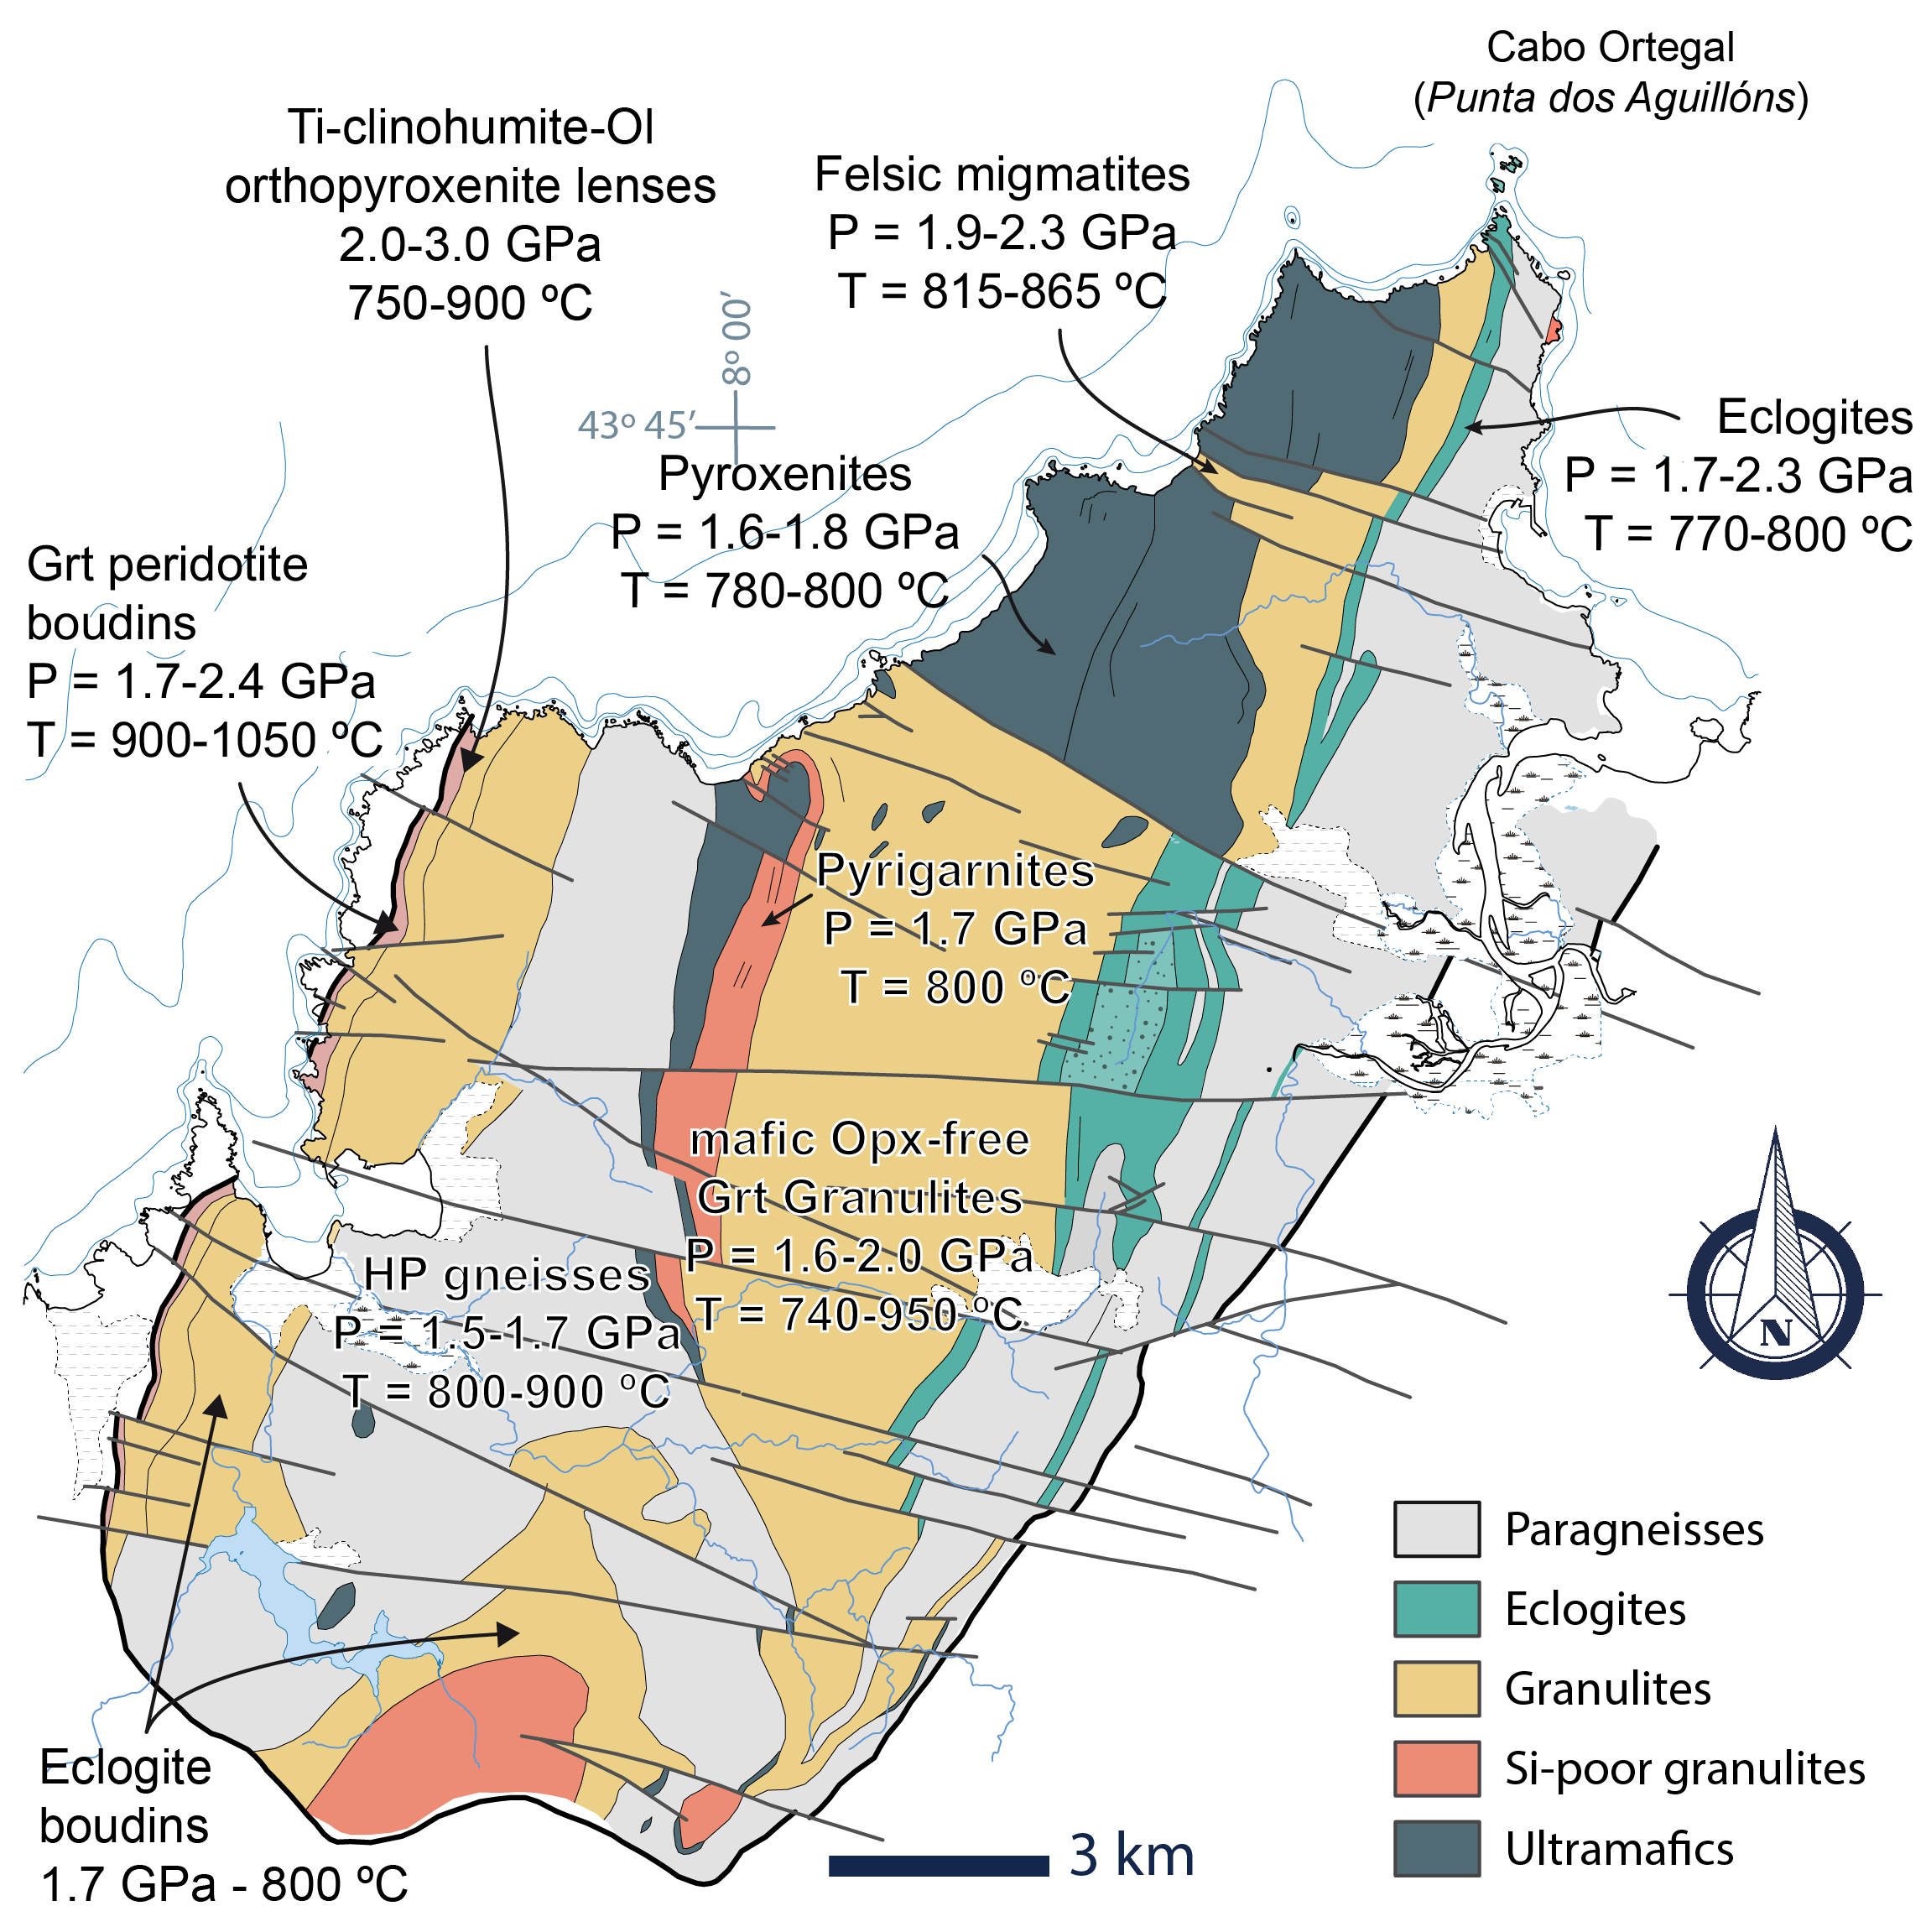 Cabo Ortegal
(Punta dos Aguillóns)
Ti-clinohumite-Ol
orthopyroxenite lenses
2.0-3.0 GPa
750-900 ºC
Felsic migmatites
P = 1.9-2.3 GPa
T = 815-865 ºC
8º 00’
43º 45’
Eclogites
P = 1.7-2.3 GPa
T = 770-800 ºC
Pyroxenites
P = 1.6-1.8 GPa
T = 780-800 ºC
Grt peridotite
boudins
P = 1.7-2.4 GPa
T = 900-1050 ºC
Pyrigarnites
P = 1.7 GPa
T = 800 ºC
mafic Opx-free
Grt Granulites
P = 1.6-2.0 GPa
T = 740-950 ºC
HP gneisses
P = 1.5-1.7 GPa
T = 800-900 ºC
N
Eclogite
boudins
1.7 GPa - 800 ºC
3 km
Paragneisses
Eclogites
Granulites
Si-poor granulites
Ultramafics